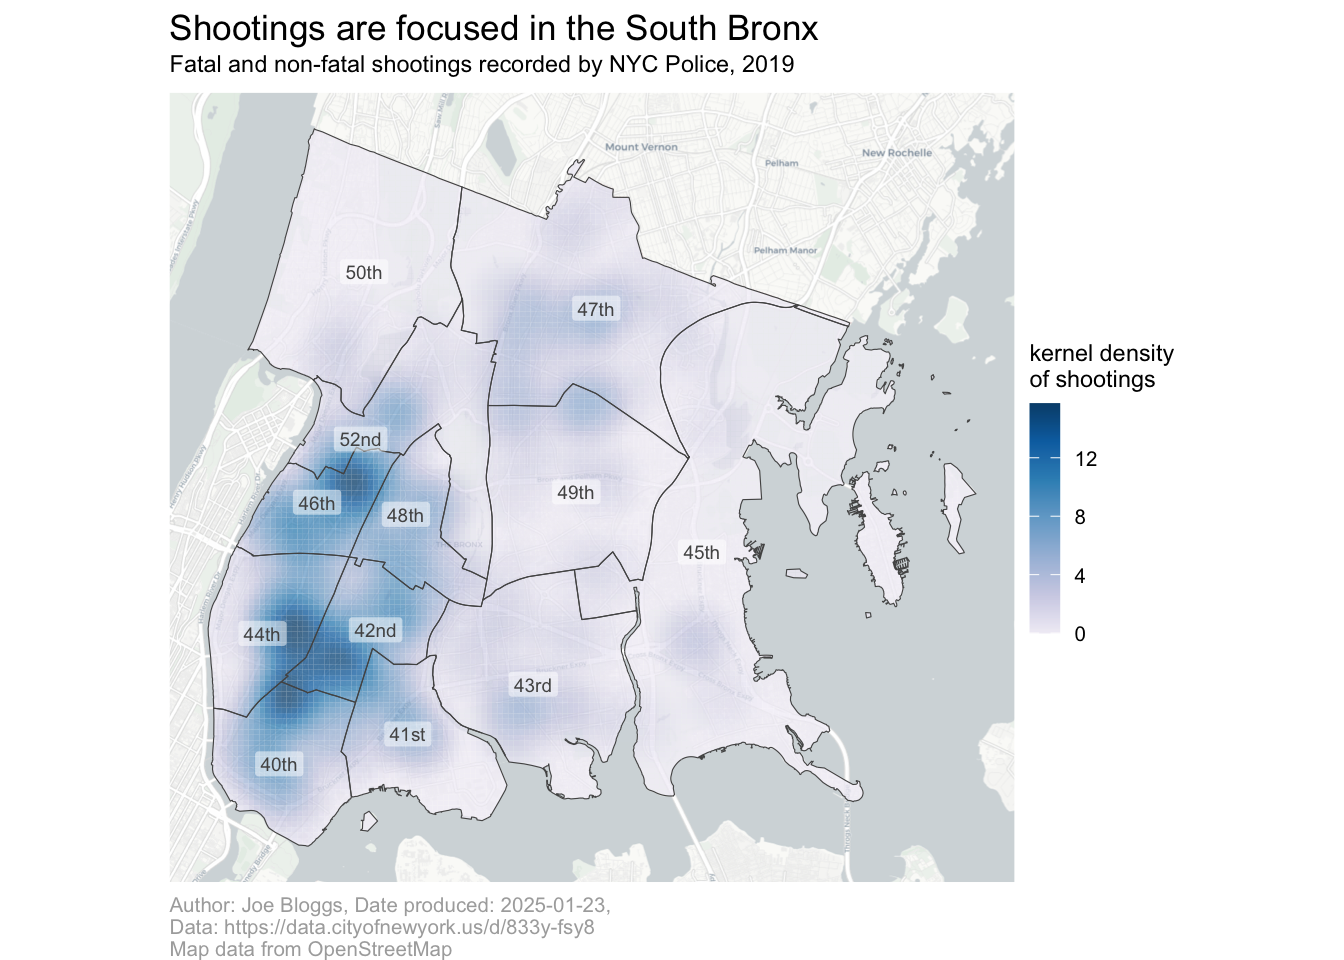 Shootings are focused in the South Bronx
Fatal and non-fatal shootings recorded by NYC Police, 2019
Mount Vernon
New Rochelle
Pelham
Pelham Manor
50th
47th
kernel density
of shootings
52nd
12
46th
49th
48th
8
THE BRONX
45th
4
44th
42nd
0
43rd
41st
40th
Author: Joe Bloggs, Date produced: 2025-01-23,
Data: https://data.cityofnewyork.us/d/833y-fsy8
Map data from OpenStreetMap